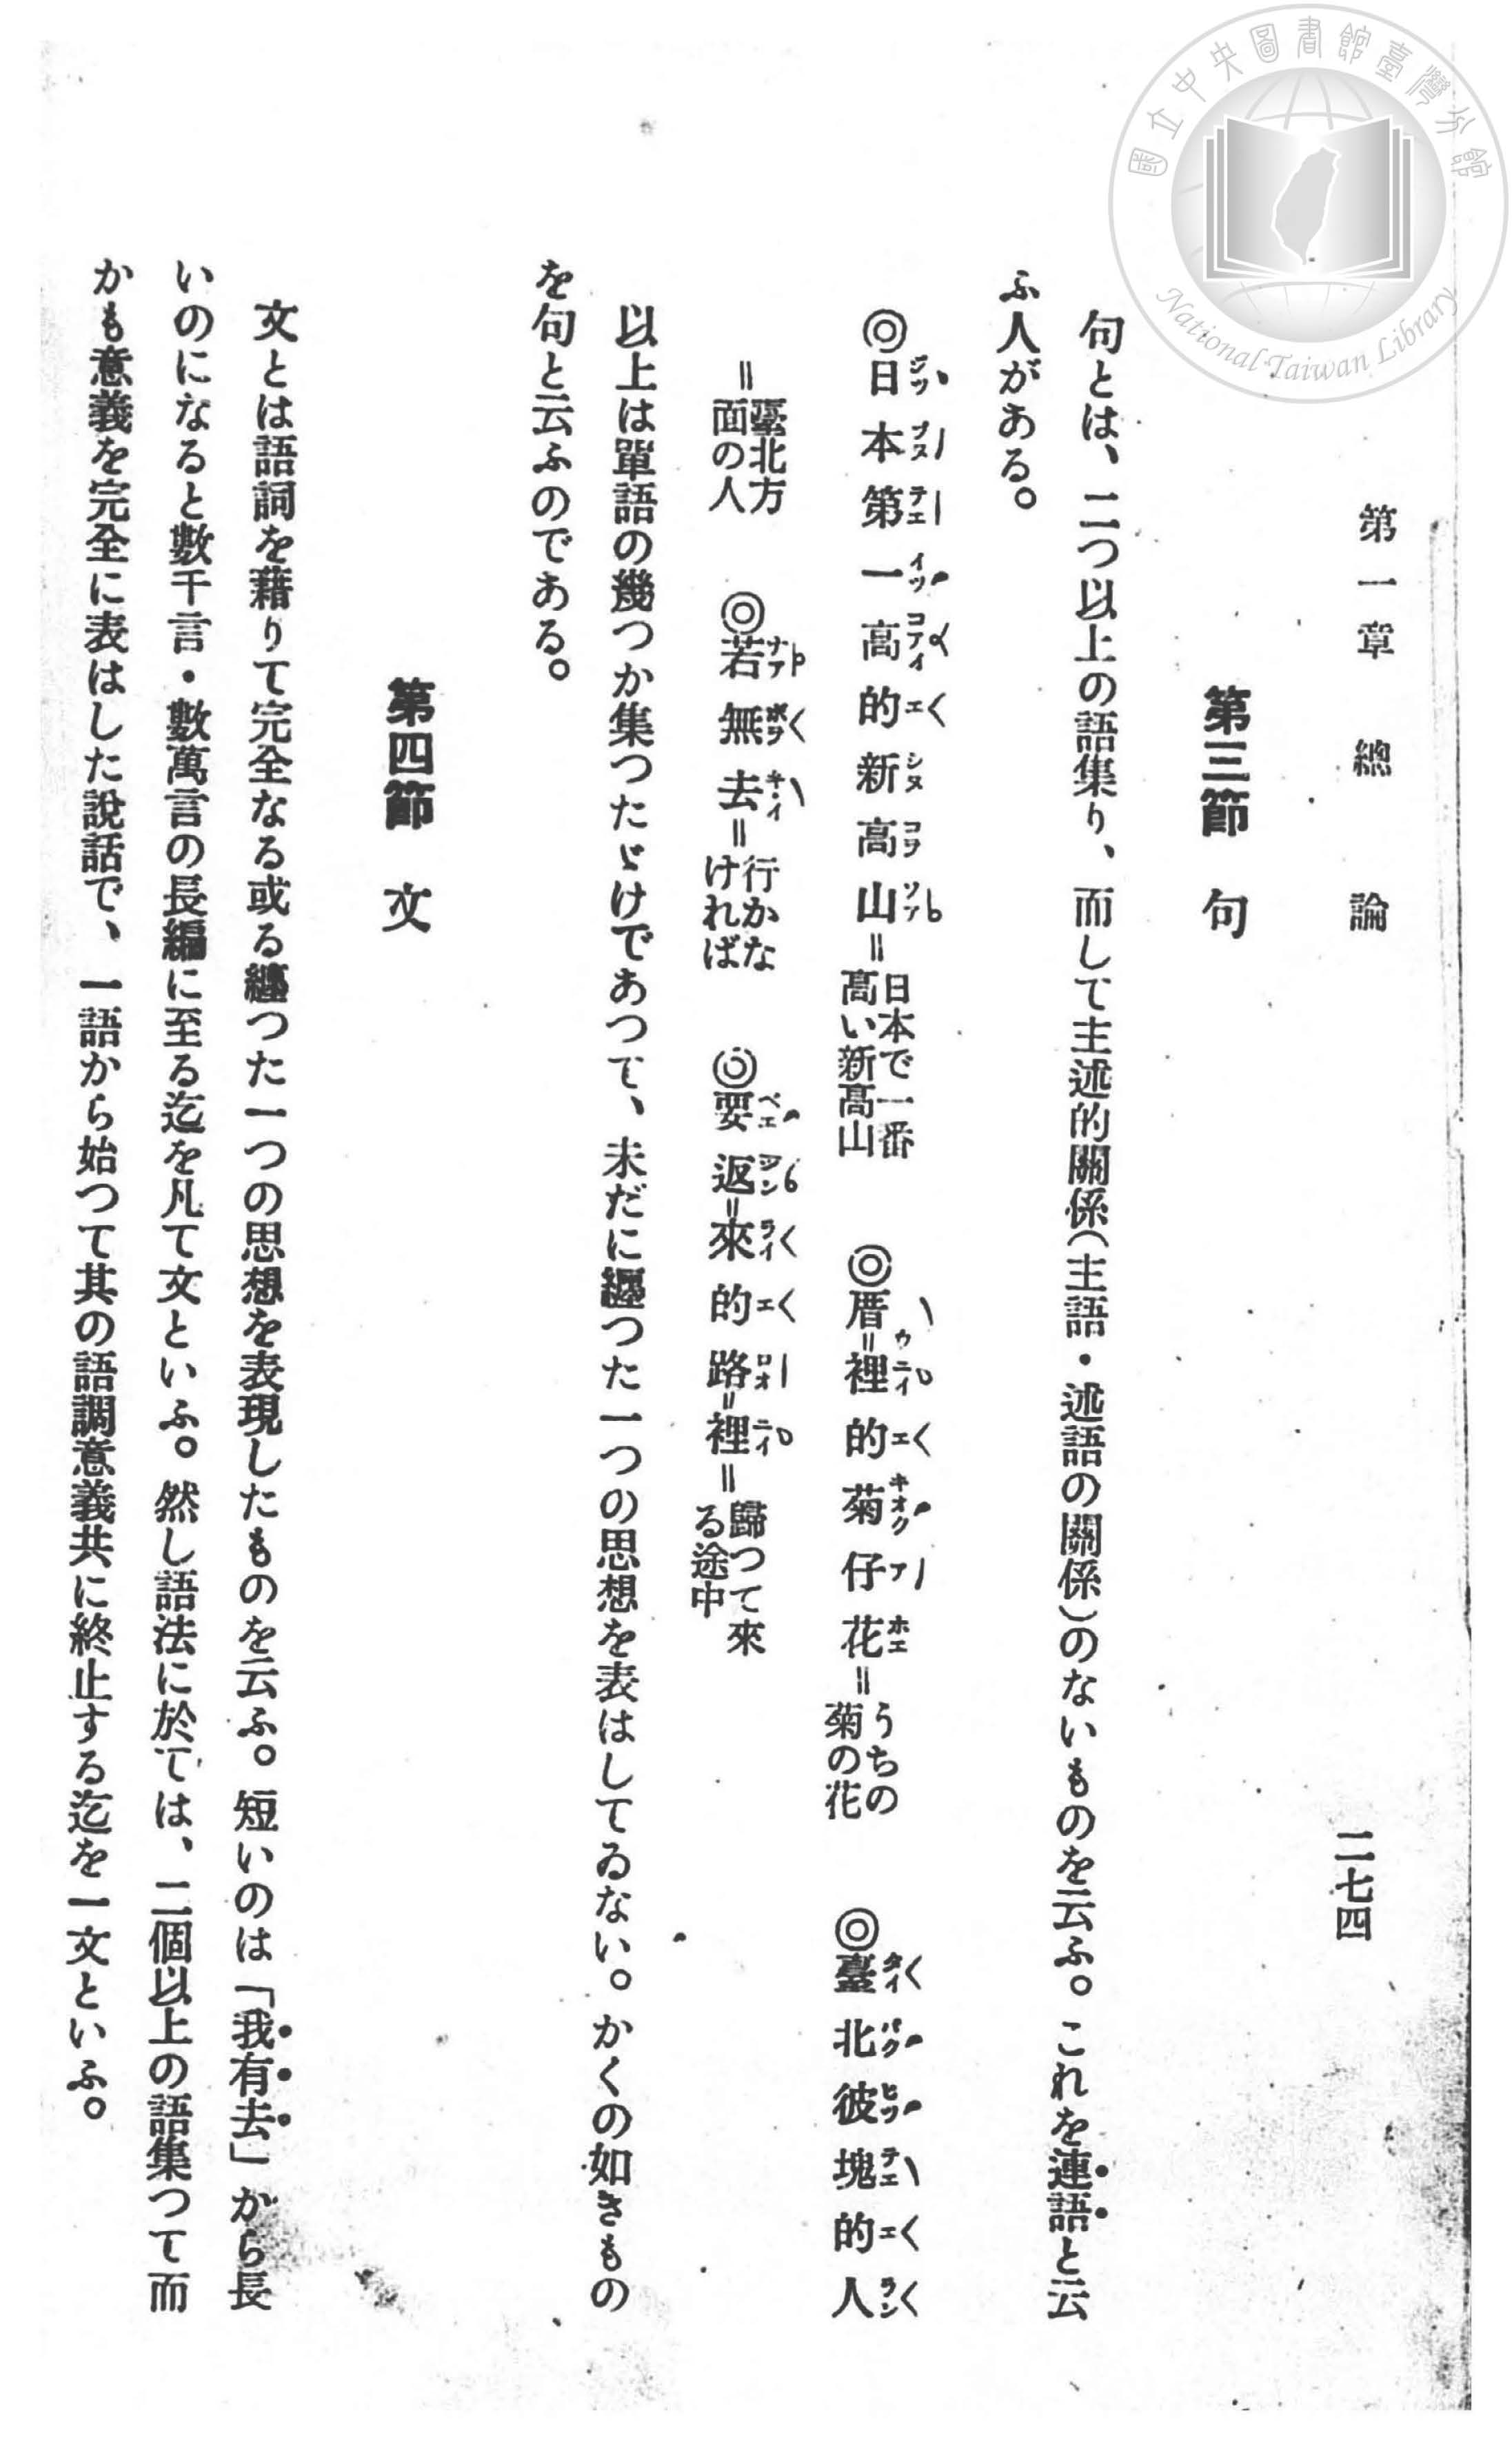 第一章 總論
二七四
第三節 句
句とは、二つ以上の語集り、而して主述的關係(主語・述語の關係)のないものを云ふ。これを連語と云
ふ人がある。
◎日本第一高的新高山=日本で一番高い新高山 ◎厝=裡的菊仔花=うちの菊の花 ◎臺北彼塊的人
=臺北方面の人 ◎若無去=行かなければ ◎要返=來的路=裡=歸つて來る途中
以上は單語の幾つか集つたゞけであつて、未だに纏つた一つの思想を表はしてゐない。かくの如きもの
を句と云ふのである。
第四節 文
文とは語詞を藉りて完全なる或る纏つた一つの思想を表現したものを云ふ。短いのは「我有去」から長
いのになると數千言・數萬言の長編に至る迄を凡て文といふ。然し語法に於ては、二個以上の語集つて而
かも意義を完全に表はした說話で、一語から始つて其の語調意義共に終止する迄を一文といふ。
國立中央圖書館臺灣分館
National Taiwan Library